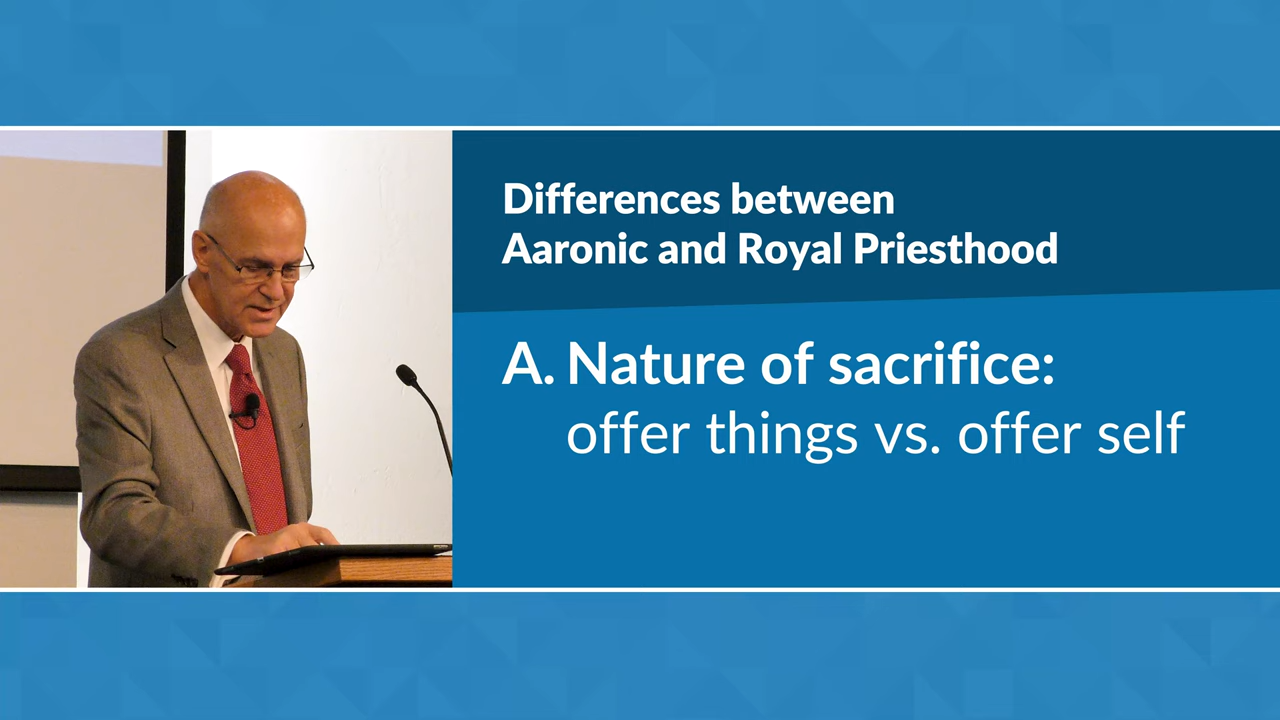 Differences between
Aaronic and Royal Priesthood
A. Nature of sacrifice:
offer things vs. offer self